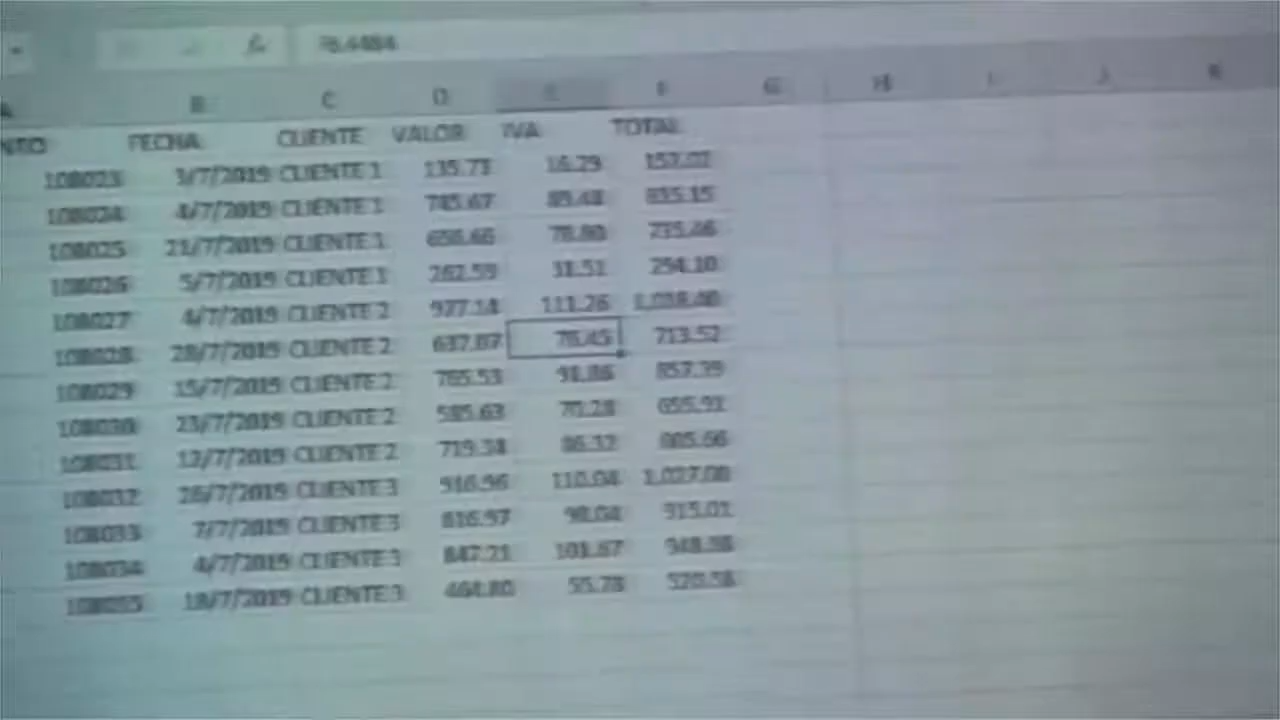 fx 76.4484
A B C D E F G H I J K
NTO FECHA CLIENTE VALOR IVA TOTAL
108023 3/7/2019 CLIENTE 1 135.73 16.29 152.02
108024 4/7/2019 CLIENTE 1 745.67 89.48 835.15
108025 21/7/2019 CLIENTE 1 656.66 78.80 735.46
108026 5/7/2019 CLIENTE 1 262.59 31.51 294.10
108027 4/7/2019 CLIENTE 2 927.14 111.26 1,038.40
108028 28/7/2019 CLIENTE 2 637.07 76.45 713.52
108029 15/7/2019 CLIENTE 2 765.53 91.86 857.39
108030 23/7/2019 CLIENTE 2 585.63 70.28 655.91
108031 12/7/2019 CLIENTE 2 719.34 86.32 805.66
108032 26/7/2019 CLIENTE 3 916.96 110.04 1,027.00
108033 7/7/2019 CLIENTE 3 816.97 98.04 915.01
108034 4/7/2019 CLIENTE 3 847.21 101.67 948.88
108035 18/7/2019 CLIENTE 3 464.80 55.78 520.58